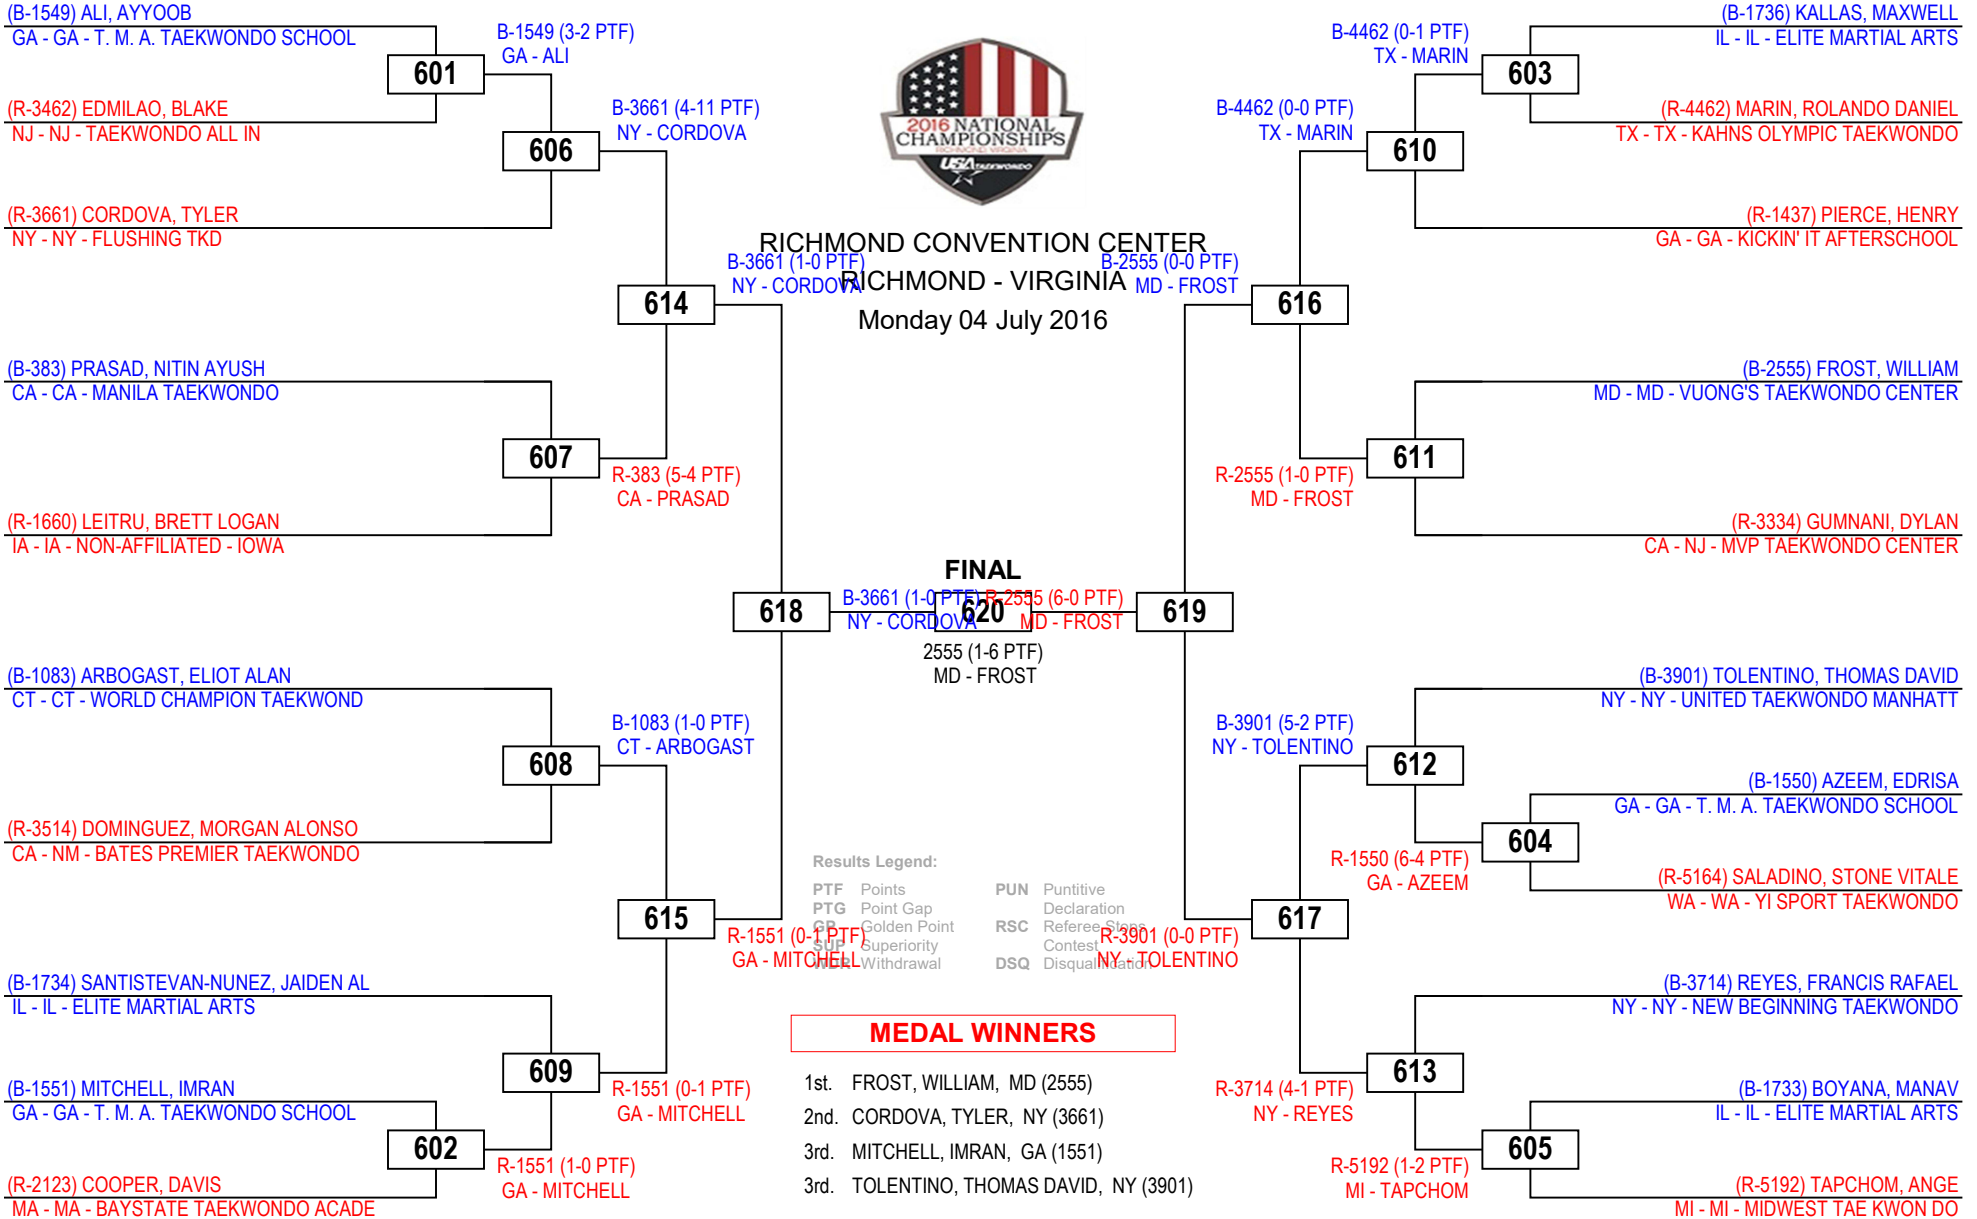 (B-1549) ALI, AYYOOB
GA - GA - T. M. A. TAEKWONDO SCHOOL
601
B-1549 (3-2 PTF)
GA - ALI
(R-3462) EDMILAO, BLAKE
NJ - NJ - TAEKWONDO ALL IN
606
B-3661 (4-11 PTF)
NY - CORDOVA
(R-3661) CORDOVA, TYLER
NY - NY - FLUSHING TKD
614
B-3661 (1-0 PTF)
NY - CORDOVA
(B-383) PRASAD, NITIN AYUSH
CA - CA - MANILA TAEKWONDO
607
R-383 (5-4 PTF)
CA - PRASAD
(R-1660) LEITRU, BRETT LOGAN
IA - IA - NON-AFFILIATED - IOWA
618
B-3661 (1-0 PTF)
NY - CORDOVA
(B-1083) ARBOGAST, ELIOT ALAN
CT - CT - WORLD CHAMPION TAEKWOND
608
B-1083 (1-0 PTF)
CT - ARBOGAST
(R-3514) DOMINGUEZ, MORGAN ALONSO
CA - NM - BATES PREMIER TAEKWONDO
615
R-1551 (0-1 PTF)
GA - MITCHELL
(B-1734) SANTISTEVAN-NUNEZ, JAIDEN AL
IL - IL - ELITE MARTIAL ARTS
609
R-1551 (0-1 PTF)
GA - MITCHELL
(B-1551) MITCHELL, IMRAN
GA - GA - T. M. A. TAEKWONDO SCHOOL
602
R-1551 (1-0 PTF)
GA - MITCHELL
(R-2123) COOPER, DAVIS
MA - MA - BAYSTATE TAEKWONDO ACADE
2016 NATIONAL
CHAMPIONSHIPS
RICHMOND, VIRGINIA
USA TAEKWONDO
RICHMOND CONVENTION CENTER
RICHMOND - VIRGINIA
Monday 04 July 2016
FINAL
620
2555 (1-6 PTF)
MD - FROST
Results Legend:
PTF Points
PTG Point Gap
GP Golden Point
SUP Superiority
WDR Withdrawal
PUN Puntitive
Declaration
RSC Referee Stops
Contest
DSQ Disqualification
MEDAL WINNERS
1st. FROST, WILLIAM, MD (2555)
2nd. CORDOVA, TYLER, NY (3661)
3rd. MITCHELL, IMRAN, GA (1551)
3rd. TOLENTINO, THOMAS DAVID, NY (3901)
(B-1736) KALLAS, MAXWELL
IL - IL - ELITE MARTIAL ARTS
603
B-4462 (0-1 PTF)
TX - MARIN
(R-4462) MARIN, ROLANDO DANIEL
TX - TX - KAHNS OLYMPIC TAEKWONDO
610
B-4462 (0-0 PTF)
TX - MARIN
(R-1437) PIERCE, HENRY
GA - GA - KICKIN' IT AFTERSCHOOL
616
B-2555 (0-0 PTF)
MD - FROST
(B-2555) FROST, WILLIAM
MD - MD - VUONG'S TAEKWONDO CENTER
611
R-2555 (1-0 PTF)
MD - FROST
(R-3334) GUMNANI, DYLAN
CA - NJ - MVP TAEKWONDO CENTER
619
R-2555 (6-0 PTF)
MD - FROST
(B-3901) TOLENTINO, THOMAS DAVID
NY - NY - UNITED TAEKWONDO MANHATT
612
B-3901 (5-2 PTF)
NY - TOLENTINO
(B-1550) AZEEM, EDRISA
GA - GA - T. M. A. TAEKWONDO SCHOOL
604
R-1550 (6-4 PTF)
GA - AZEEM
(R-5164) SALADINO, STONE VITALE
WA - WA - YI SPORT TAEKWONDO
617
R-3901 (0-0 PTF)
NY - TOLENTINO
(B-3714) REYES, FRANCIS RAFAEL
NY - NY - NEW BEGINNING TAEKWONDO
613
R-3714 (4-1 PTF)
NY - REYES
(B-1733) BOYANA, MANAV
IL - IL - ELITE MARTIAL ARTS
605
R-5192 (1-2 PTF)
MI - TAPCHOM
(R-5192) TAPCHOM, ANGE
MI - MI - MIDWEST TAE KWON DO